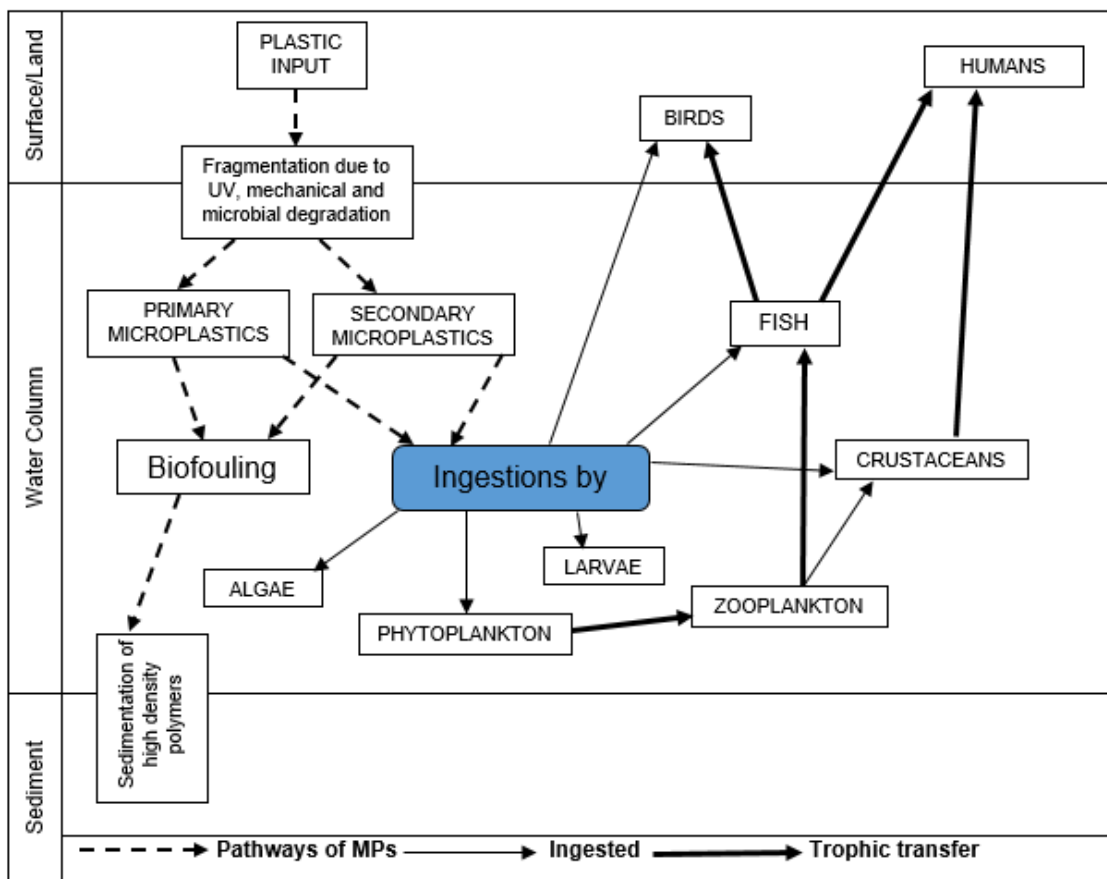 Surface/Land
Water Column
Sediment
PLASTIC
INPUT
Fragmentation due to
UV, mechanical and
microbial degradation
PRIMARY
MICROPLASTICS
SECONDARY
MICROPLASTICS
Biofouling
Sedimentation of
high density
polymers
Ingestions by
ALGAE
PHYTOPLANKTON
LARVAE
ZOOPLANKTON
CRUSTACEANS
FISH
BIRDS
HUMANS
Pathways of MPs
Ingested
Trophic transfer